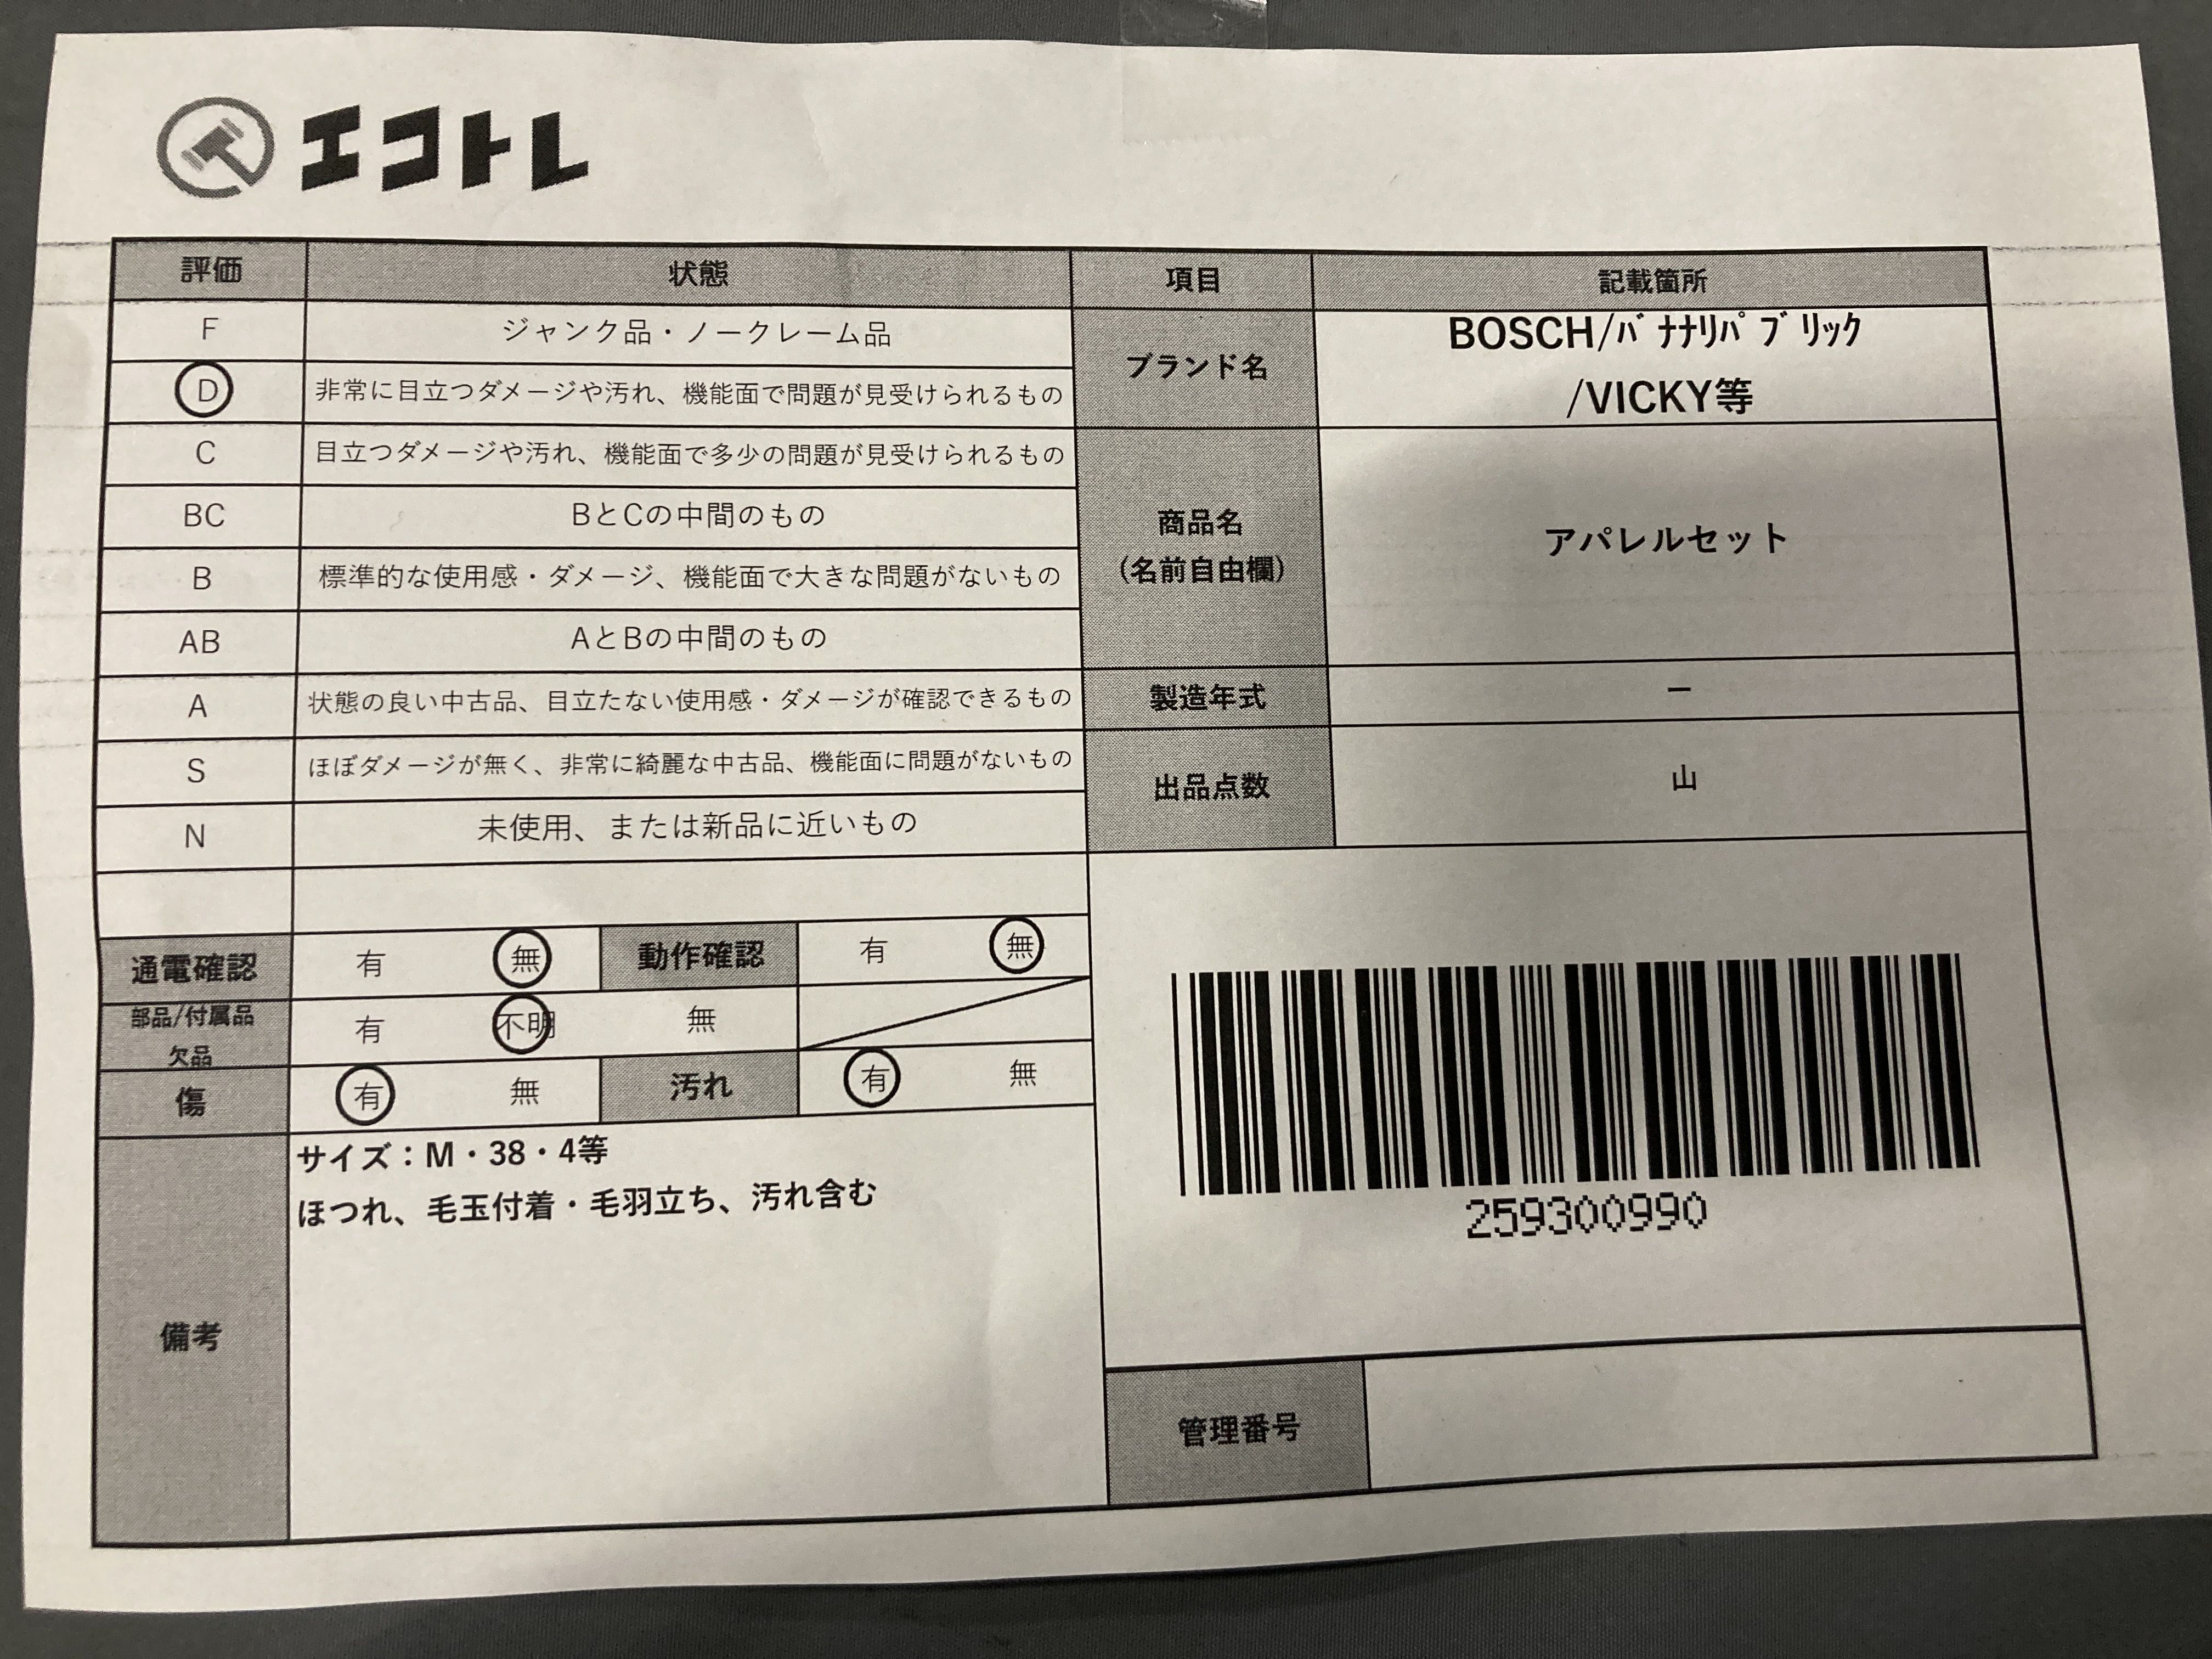 エコトレ
評価 状態 項目 記載箇所
F ジャンク品・ノークレーム品
D 非常に目立つダメージや汚れ、機能面で問題が見受けられるもの
C 目立つダメージや汚れ、機能面で多少の問題が見受けられるもの
BC BとCの中間のもの
B 標準的な使用感・ダメージ、機能面で大きな問題がないもの
AB AとBの中間のもの
A 状態の良い中古品、目立たない使用感・ダメージが確認できるもの
S ほぼダメージが無く、非常に綺麗な中古品、機能面に問題がないもの
N 未使用、または新品に近いもの
通電確認 有 無 動作確認 有 無
部品/付属品
欠品
有 不明 無
傷 有 無 汚れ 有 無
備考
サイズ：M・38・4等
ほつれ、毛玉付着・毛羽立ち、汚れ含む
ブランド名
BOSCH/ﾊﾞﾅﾅﾘﾊﾟﾌﾞﾘｯｸ
/VICKY等
商品名
(名前自由欄)
アパレルセット
製造年式 ー
出品点数 山
259300990
管理番号